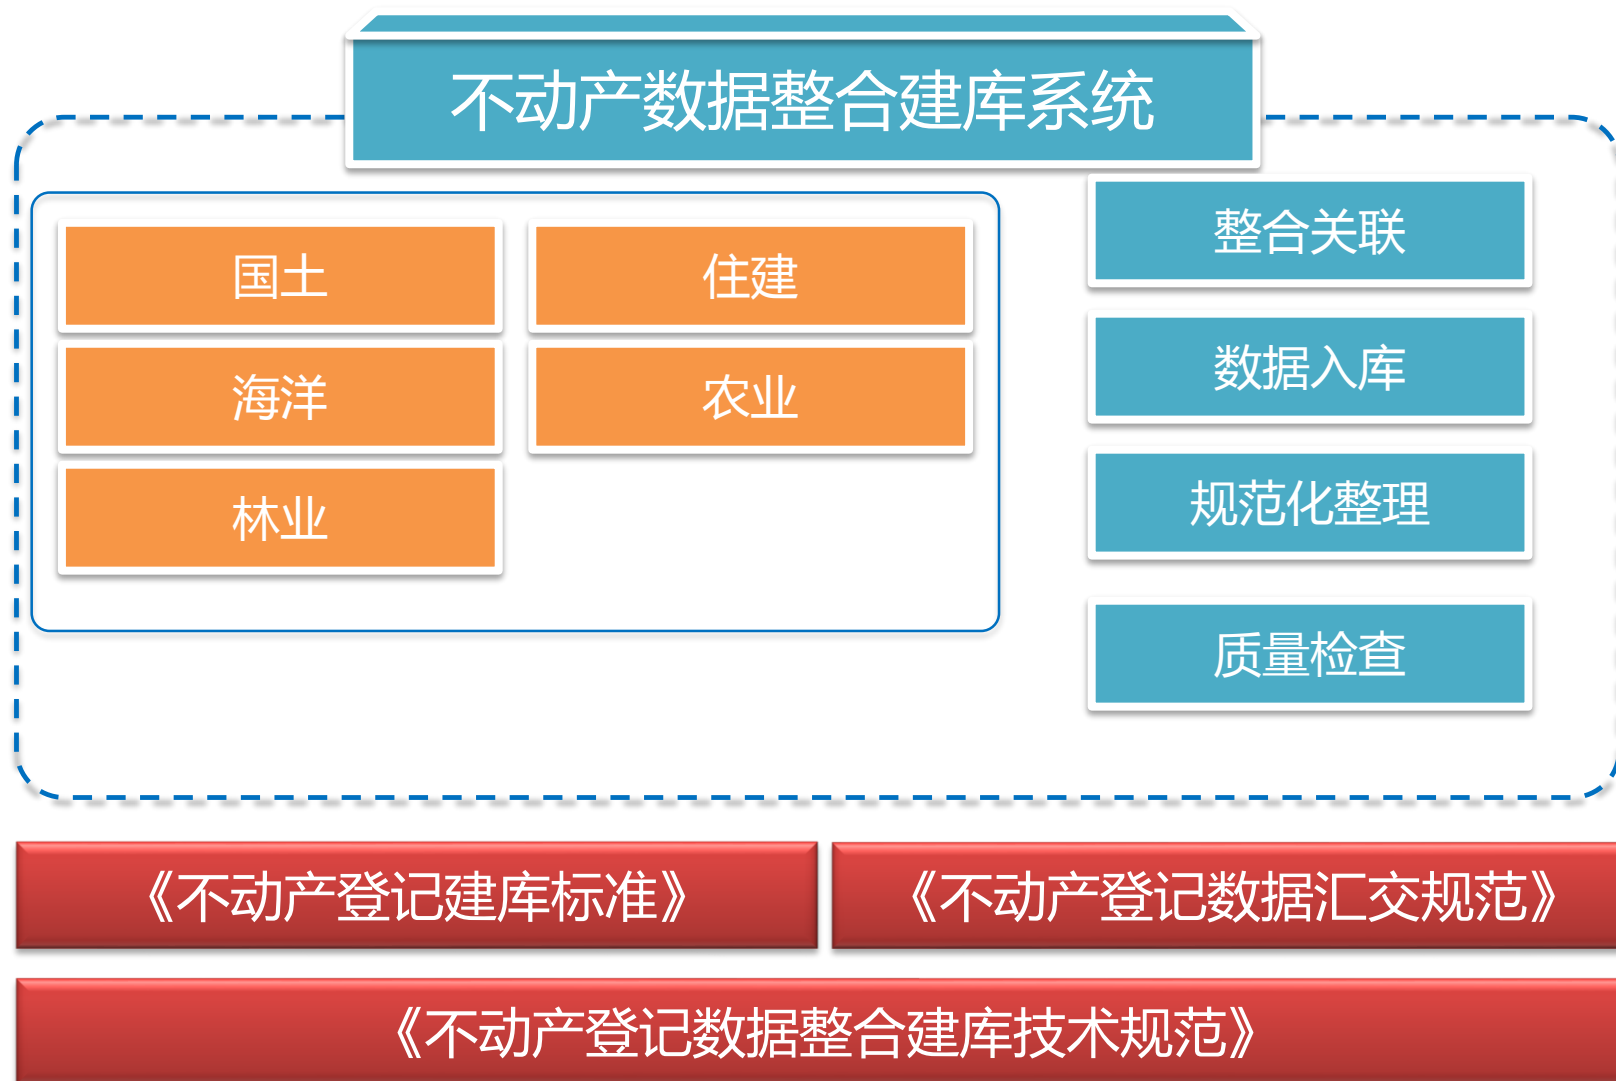 不动产数据整合建库系统
国土
住建
海洋
农业
林业
整合关联
数据入库
规范化整理
质量检查
《不动产登记建库标准》
《不动产登记数据汇交规范》
《不动产登记数据整合建库技术规范》